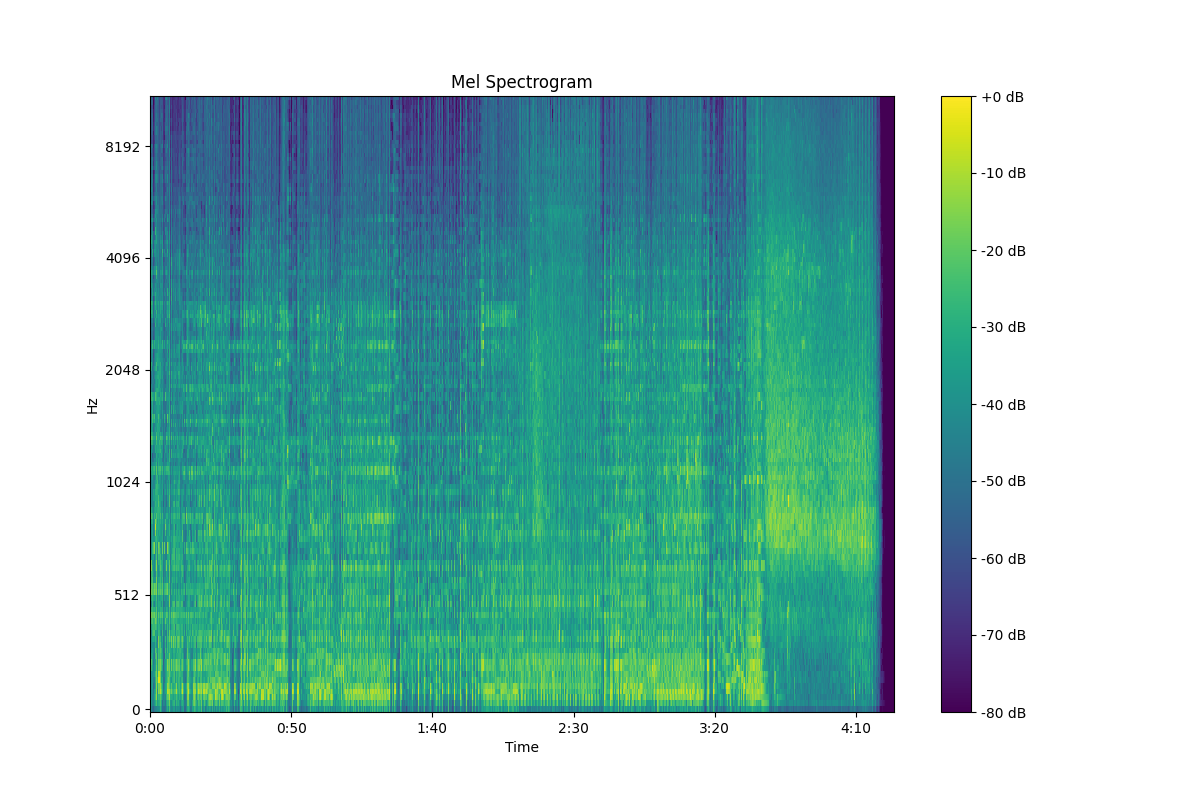 Mel Spectrogram
+0 dB
8192
-10 dB
-20 dB
4096
-30 dB
2048
Hz
-40 dB
1024
-50 dB
-60 dB
512
-70 dB
0
-80 dB
0:00 0:50 1:40 2:30 3:20 4:10
Time